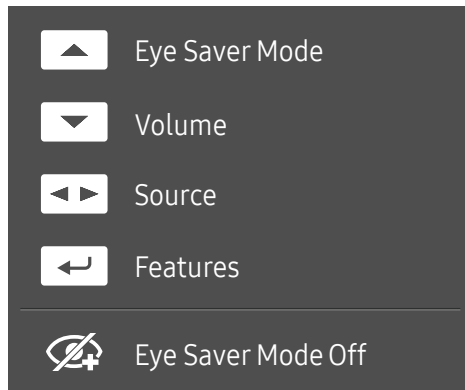 Eye Saver Mode
Volume
Source
Features
Eye Saver Mode Off